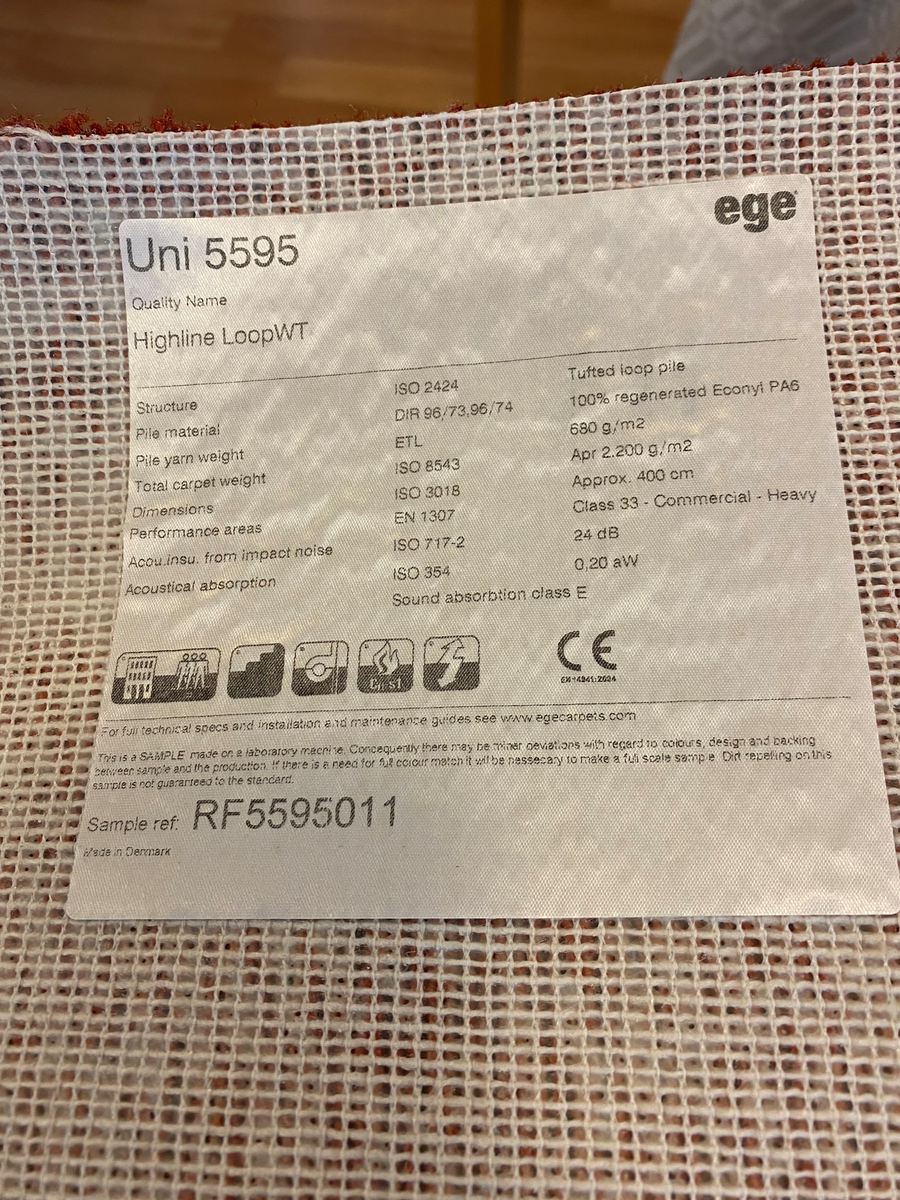 ege
Uni 5595
Quality Name
Highline LoopWT
Structure ISO 2424 Tufted loop pile
Pile material DIR 96/73,96/74 100% regenerated Econyl PA6
Pile yarn weight ETL 680 g/m2
Total carpet weight ISO 8543 Apr 2.200 g/m2
Dimensions ISO 3018 Approx. 400 cm
Performance areas EN 1307 Class 33 - Commercial - Heavy
Acou.insu. from impact noise ISO 717-2 24 dB
Acoustical absorption ISO 354 0,20 aW
Sound absorbtion class E
CE
For full technical specs and installation and maintenance guides see www.egecarpets.com
This is a SAMPLE made on a laboratory machine. Concequently there may be miner deviations with regard to colours, design and backing
between sample and the production. If there is a need for full colour match it will be nessecary to make a full scale sample. Dirt repelling on this
sample is not guaranteed to the standard.
Sample ref: RF5595011
Made in Denmark